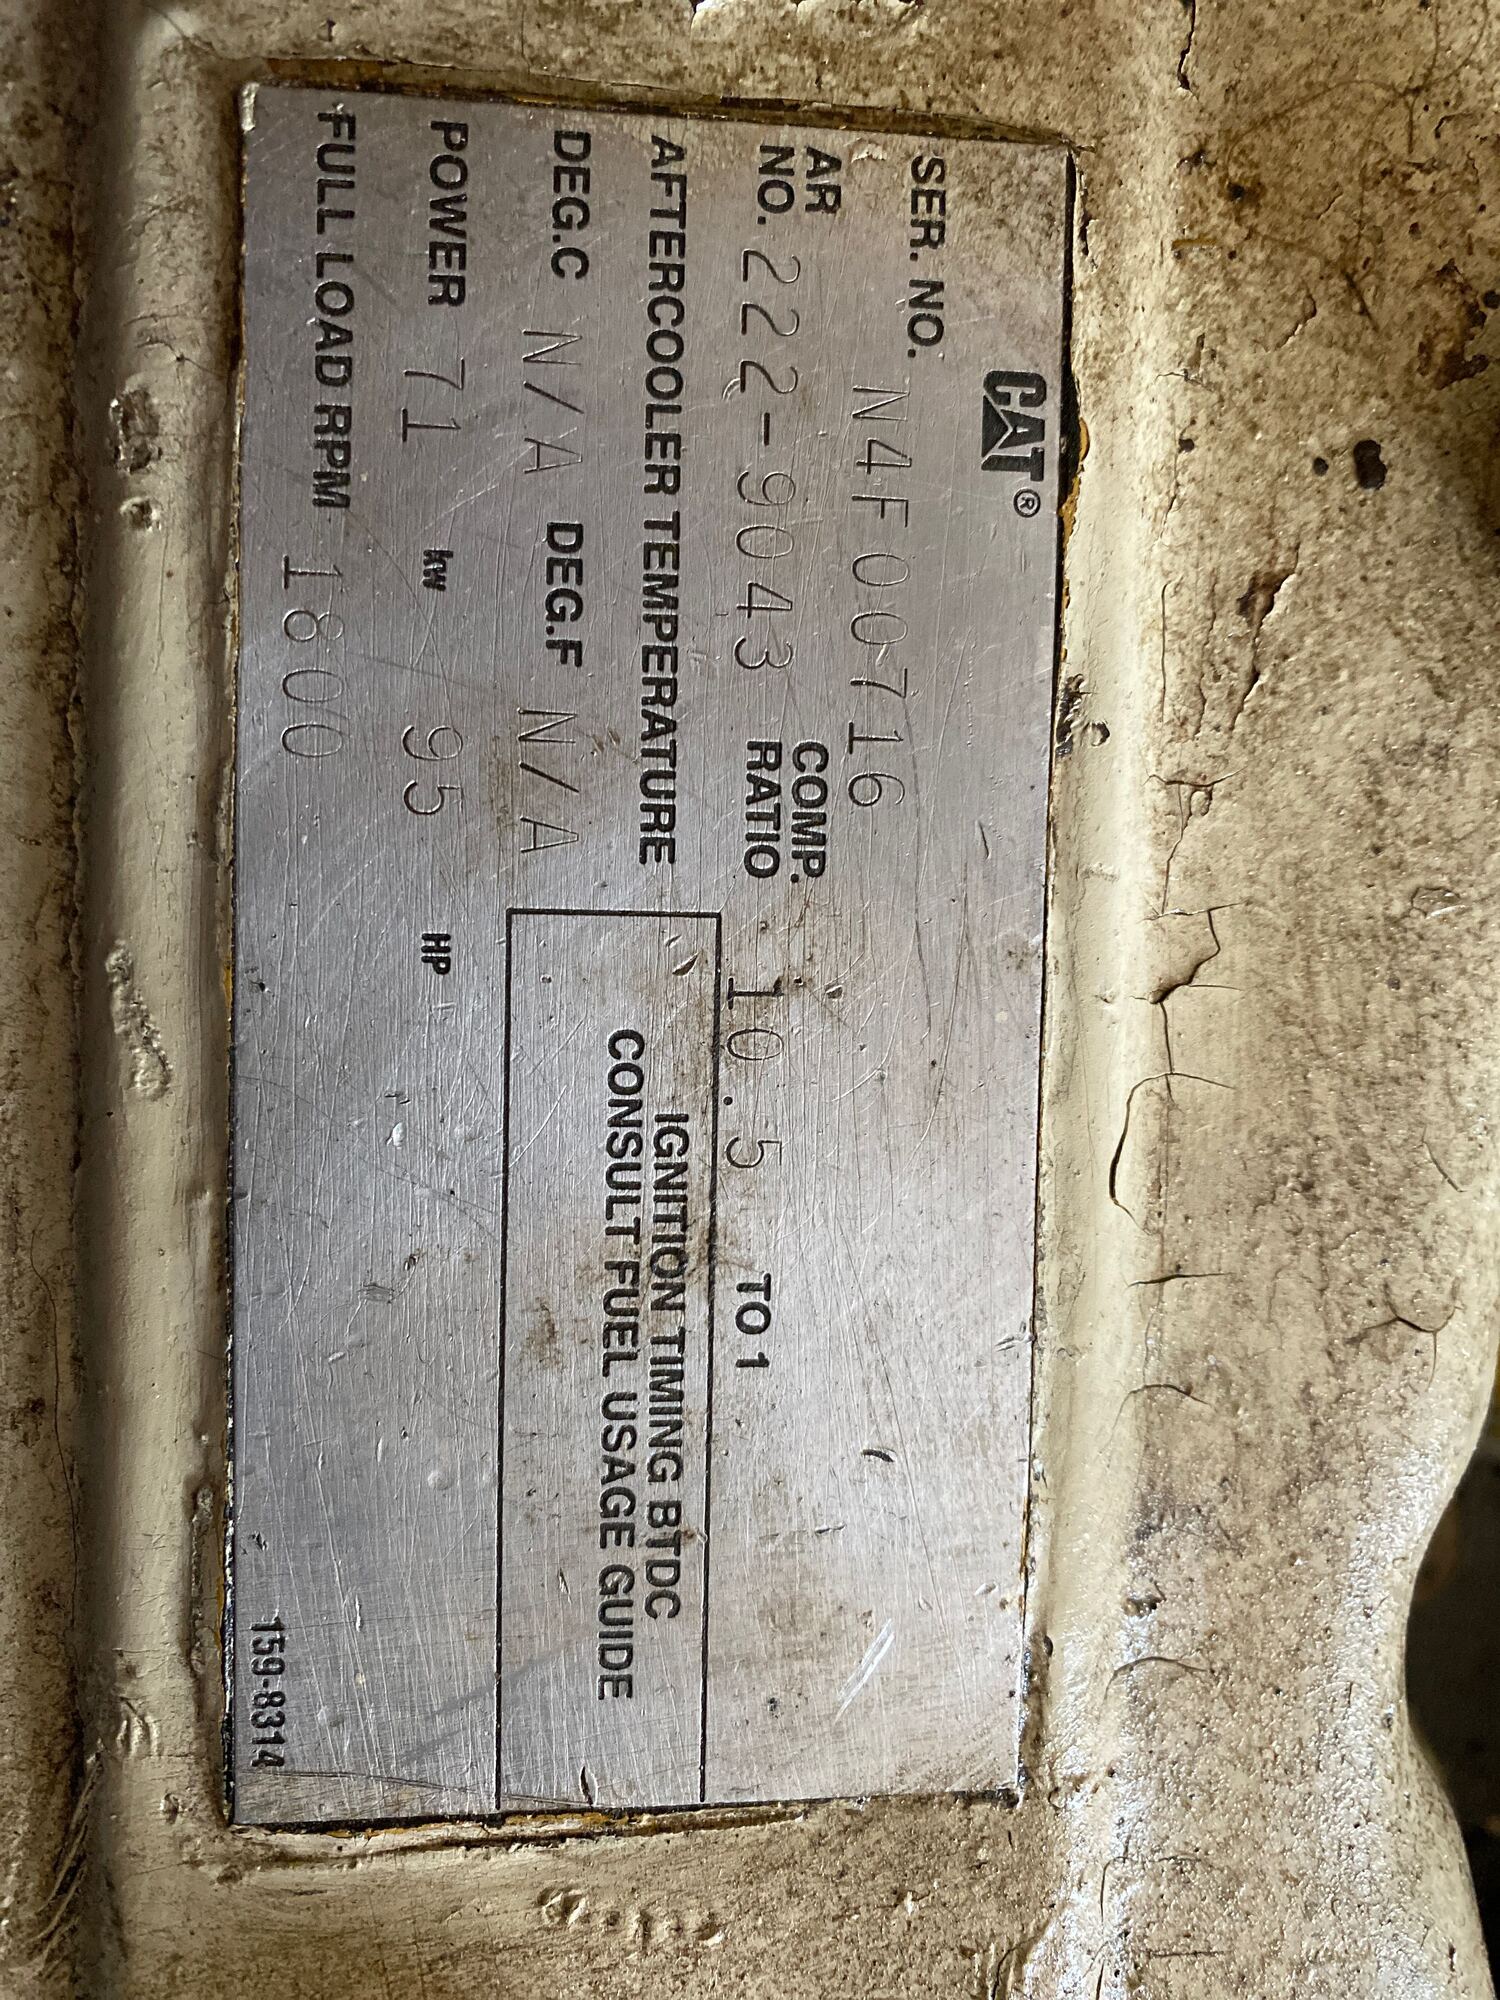 CAT®
SER. NO. N4F00716
AR NO. 222-9043 COMP. RATIO 10.5 TO 1
AFTERCOOLER TEMPERATURE
DEG.C N/A DEG.F N/A
IGNITION TIMING BTDC
CONSULT FUEL USAGE GUIDE
POWER 71 kw 95 HP
FULL LOAD RPM 1800
159-8314